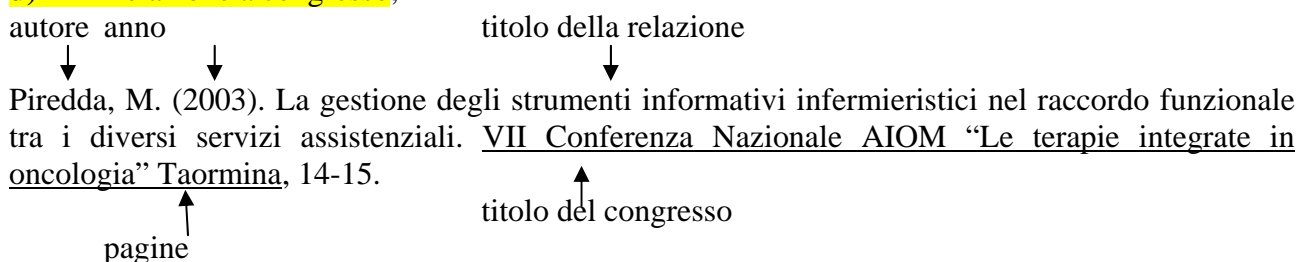 autore anno titolo della relazione
Piredda, M. (2003). La gestione degli strumenti informativi infermieristici nel raccordo funzionale
tra i diversi servizi assistenziali. VII Conferenza Nazionale AIOM “Le terapie integrate in
oncologia” Taormina, 14-15.
titolo del congresso
pagine